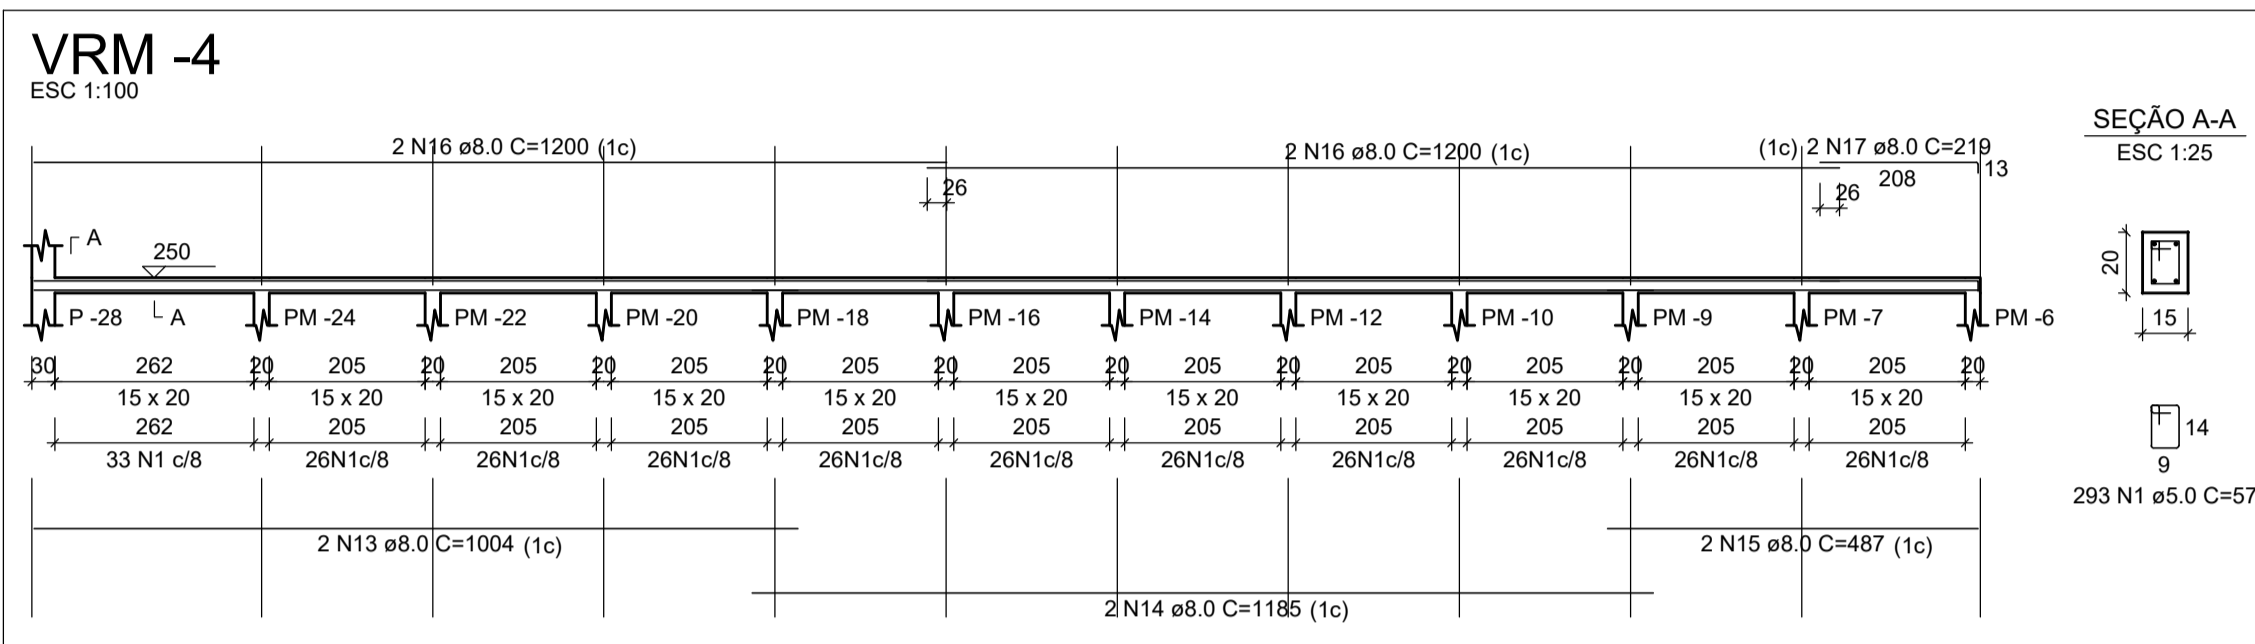 VRM -4
ESC 1:100
2 N16 ø8.0 C=1200 (1c)
2 N16 ø8.0 C=1200 (1c)
(1c) 2 N17 ø8.0 C=219
208
13
26
26
SEÇÃO A-A
ESC 1:25
A
250
A
P -28 PM -24 PM -22 PM -20 PM -18 PM -16 PM -14 PM -12 PM -10 PM -9 PM -7 PM -6
30 262 20 205 20 205 20 205 20 205 20 205 20 205 20 205 20 205 20 205 20 205 20
15 x 20 15 x 20 15 x 20 15 x 20 15 x 20 15 x 20 15 x 20 15 x 20 15 x 20 15 x 20 15 x 20
262 205 205 205 205 205 205 205 205 205 205
33 N1 c/8 26N1c/8 26N1c/8 26N1c/8 26N1c/8 26N1c/8 26N1c/8 26N1c/8 26N1c/8 26N1c/8 26N1c/8
2 N13 ø8.0 C=1004 (1c)
2 N15 ø8.0 C=487 (1c)
2 N14 ø8.0 C=1185 (1c)
20
15
14
9
293 N1 ø5.0 C=57